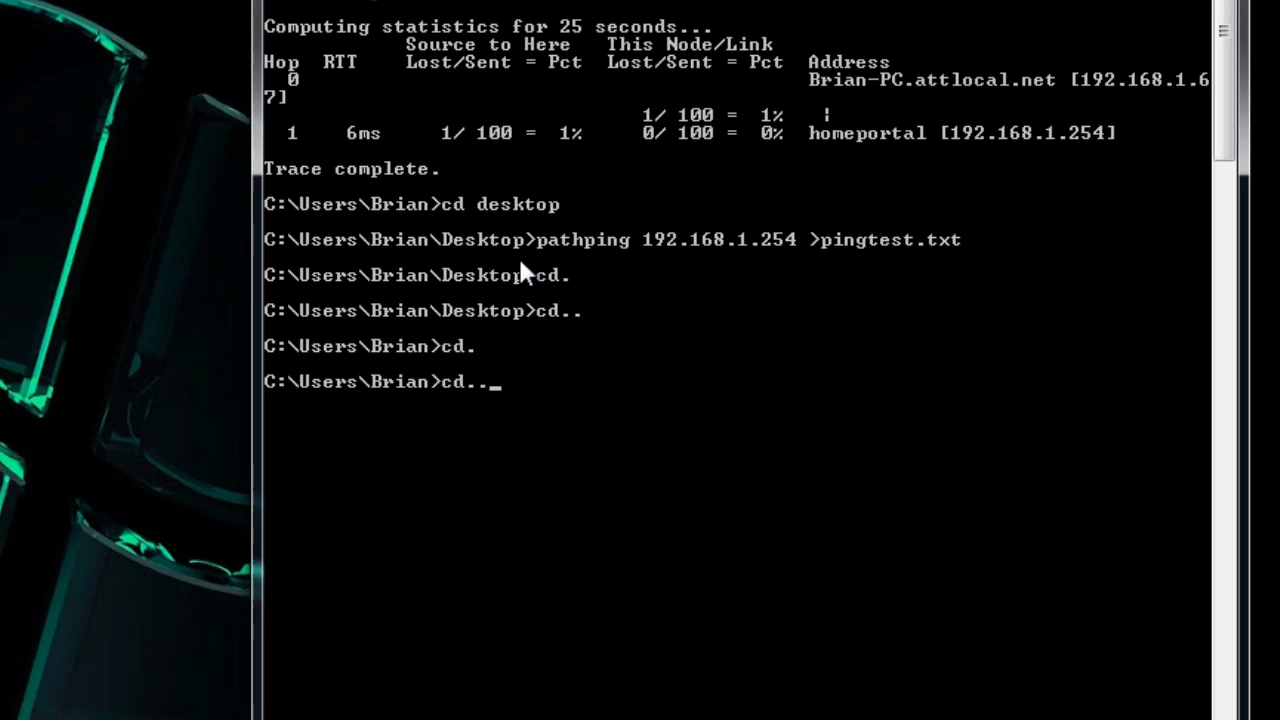 Computing statistics for 25 seconds...
Source to Here   This Node/Link
Hop  RTT    Lost/Sent = Pct  Lost/Sent = Pct  Address
0                                           Brian-PC.attlocal.net [192.168.1.6
7]
1/ 100 =  1%   |
1    6ms     1/ 100 =  1%     0/ 100 =  0%  homeportal [192.168.1.254]
Trace complete.
C:\Users\Brian>cd desktop
C:\Users\Brian\Desktop>pathping 192.168.1.254 >pingtest.txt
C:\Users\Brian\Desktop>cd.
C:\Users\Brian\Desktop>cd..
C:\Users\Brian>cd.
C:\Users\Brian>cd.._